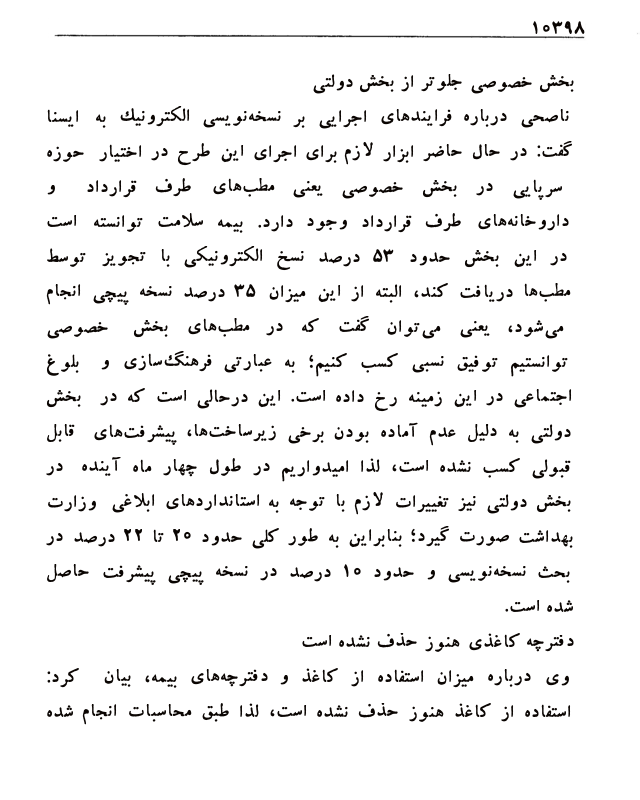 ۱۰۳۹۸
بخش خصوصی جلوتر از بخش دولتی
ناصحی درباره فرایندهای اجرایی بر نسخه‌نویسی الکترونیك به ایسنا
گفت: در حال حاضر ابزار لازم برای اجرای این طرح در اختیار حوزه
سرپایی در بخش خصوصی یعنی مطب‌های طرف قرارداد و
داروخانه‌های طرف قرارداد وجود دارد. بیمه سلامت توانسته است
در این بخش حدود ۵۳ درصد نسخ الکترونیکی با تجویز توسط
مطب‌ها دریافت کند، البته از این میزان ۳۵ درصد نسخه پیچی انجام
می‌شود، یعنی می‌توان گفت که در مطب‌های بخش خصوصی
توانستیم توفیق نسبی کسب کنیم؛ به عبارتی فرهنگ‌سازی و بلوغ
اجتماعی در این زمینه رخ داده است. این درحالی است که در بخش
دولتی به دلیل عدم آماده بودن برخی زیرساخت‌ها، پیشرفت‌های قابل
قبولی کسب نشده است، لذا امیدواریم در طول چهار ماه آینده در
بخش دولتی نیز تغییرات لازم با توجه به استانداردهای ابلاغی وزارت
بهداشت صورت گیرد؛ بنابراین به طور کلی حدود ۲۰ تا ۲۲ درصد در
بحث نسخه‌نویسی و حدود ۱۰ درصد در نسخه پیچی پیشرفت حاصل
شده است.
دفترچه کاغذی هنوز حذف نشده است
وی درباره میزان استفاده از کاغذ و دفترچه‌های بیمه، بیان کرد:
استفاده از کاغذ هنوز حذف نشده است، لذا طبق محاسبات انجام شده